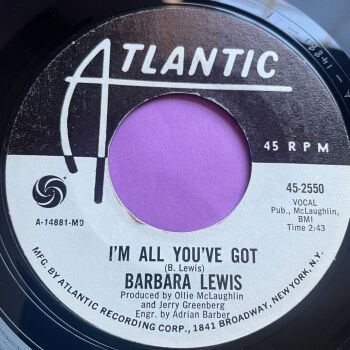 ATLANTIC
45 RPM
45-2550
VOCAL
Pub., McLaughlin,
BMI
Time 2:43
A-14881-MO
I'M ALL YOU'VE GOT
(B. Lewis)
BARBARA LEWIS
Produced by Ollie McLaughlin
and Jerry Greenberg
Engr. by Adrian Barber
MFG. BY ATLANTIC RECORDING CORP., 1841 BROADWAY, NEW YORK, N.Y.